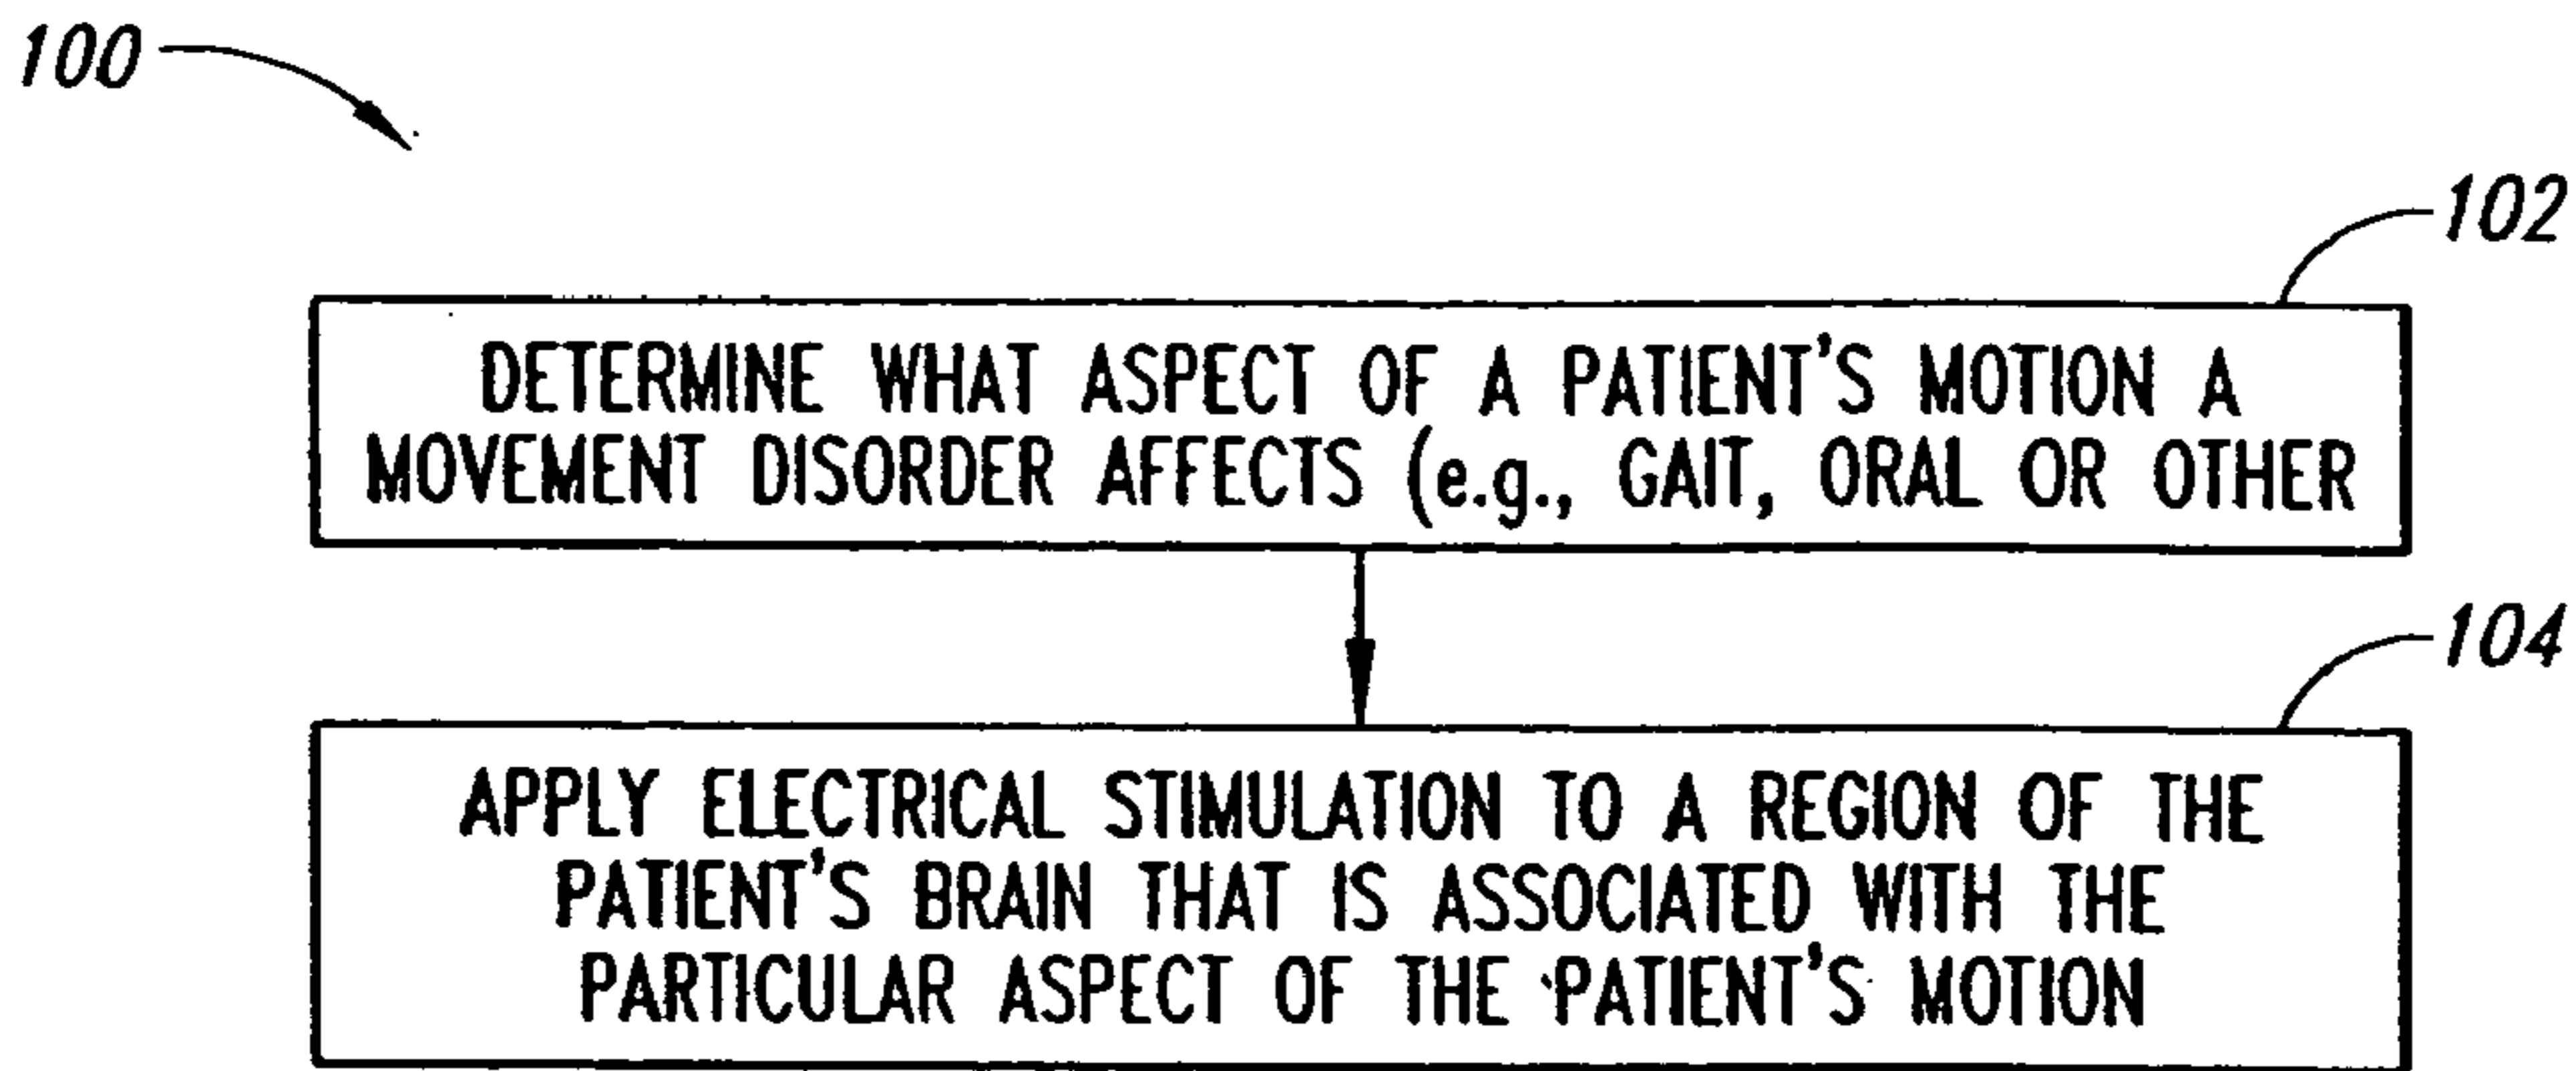 100
102
DETERMINE WHAT ASPECT OF A PATIENT'S MOTION A
MOVEMENT DISORDER AFFECTS (e.g., GAIT, ORAL OR OTHER
104
APPLY ELECTRICAL STIMULATION TO A REGION OF THE
PATIENT'S BRAIN THAT IS ASSOCIATED WITH THE
PARTICULAR ASPECT OF THE PATIENT'S MOTION